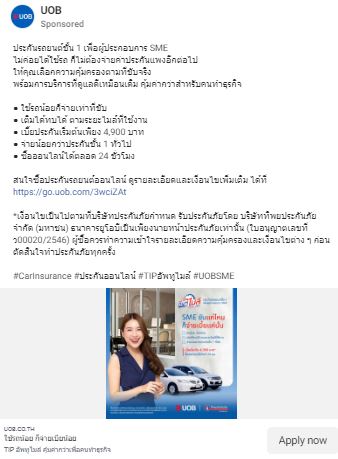 UOB
Sponsored
ประกันรถยนต์ชั้น 1 เพื่อผู้ประกอบการ SME
ไม่ค่อยได้ใช้รถ ก็ไม่ต้องจ่ายค่าประกันแพงอีกต่อไป
ให้คุณเลือกความคุ้มครองตามที่ขับจริง
พร้อมการบริการที่ดูแลดีเหมือนเดิม คุ้มค่ากว่าสำหรับคนทำธุรกิจ
● ใช้รถน้อยก็จ่ายเท่าที่ขับ
● เติมได้ทบได้ ตามระยะไมล์ที่ใช้งาน
● เบี้ยประกันเริ่มต้นเพียง 4,900 บาท
● จ่ายน้อยกว่าประกันชั้น 1 ทั่วไป
● ซื้อออนไลน์ได้ตลอด 24 ชั่วโมง
สนใจซื้อประกันรถยนต์ออนไลน์ ดูรายละเอียดและเงื่อนไขเพิ่มเติม ได้ที่
https://go.uob.com/3wciZAt
*เงื่อนไขเป็นไปตามที่บริษัทประกันภัยกำหนด รับประกันภัยโดย บริษัททิพยประกันภัย
จำกัด (มหาชน) ธนาคารยูโอบีเป็นเพียงนายหน้าประกันภัยเท่านั้น (ใบอนุญาตเลขที่
ว00020/2546) ผู้ซื้อควรทำความเข้าใจรายละเอียดความคุ้มครองและเงื่อนไขต่าง ๆ ก่อน
ตัดสินใจทำประกันภัยทุกครั้ง
#CarInsurance #ประกันออนไลน์ #TIPอัพทูไมล์ #UOBSME
SME ขับแค่ไหน
ก็จ่ายเบี้ยแค่นั้น
UOB
UOB.CO.TH
ใช้รถน้อย ก็จ่ายเบี้ยน้อย
TIP อัพทูไมล์ คุ้มค่ากว่าเพื่อคนทำธุรกิจ
Apply now